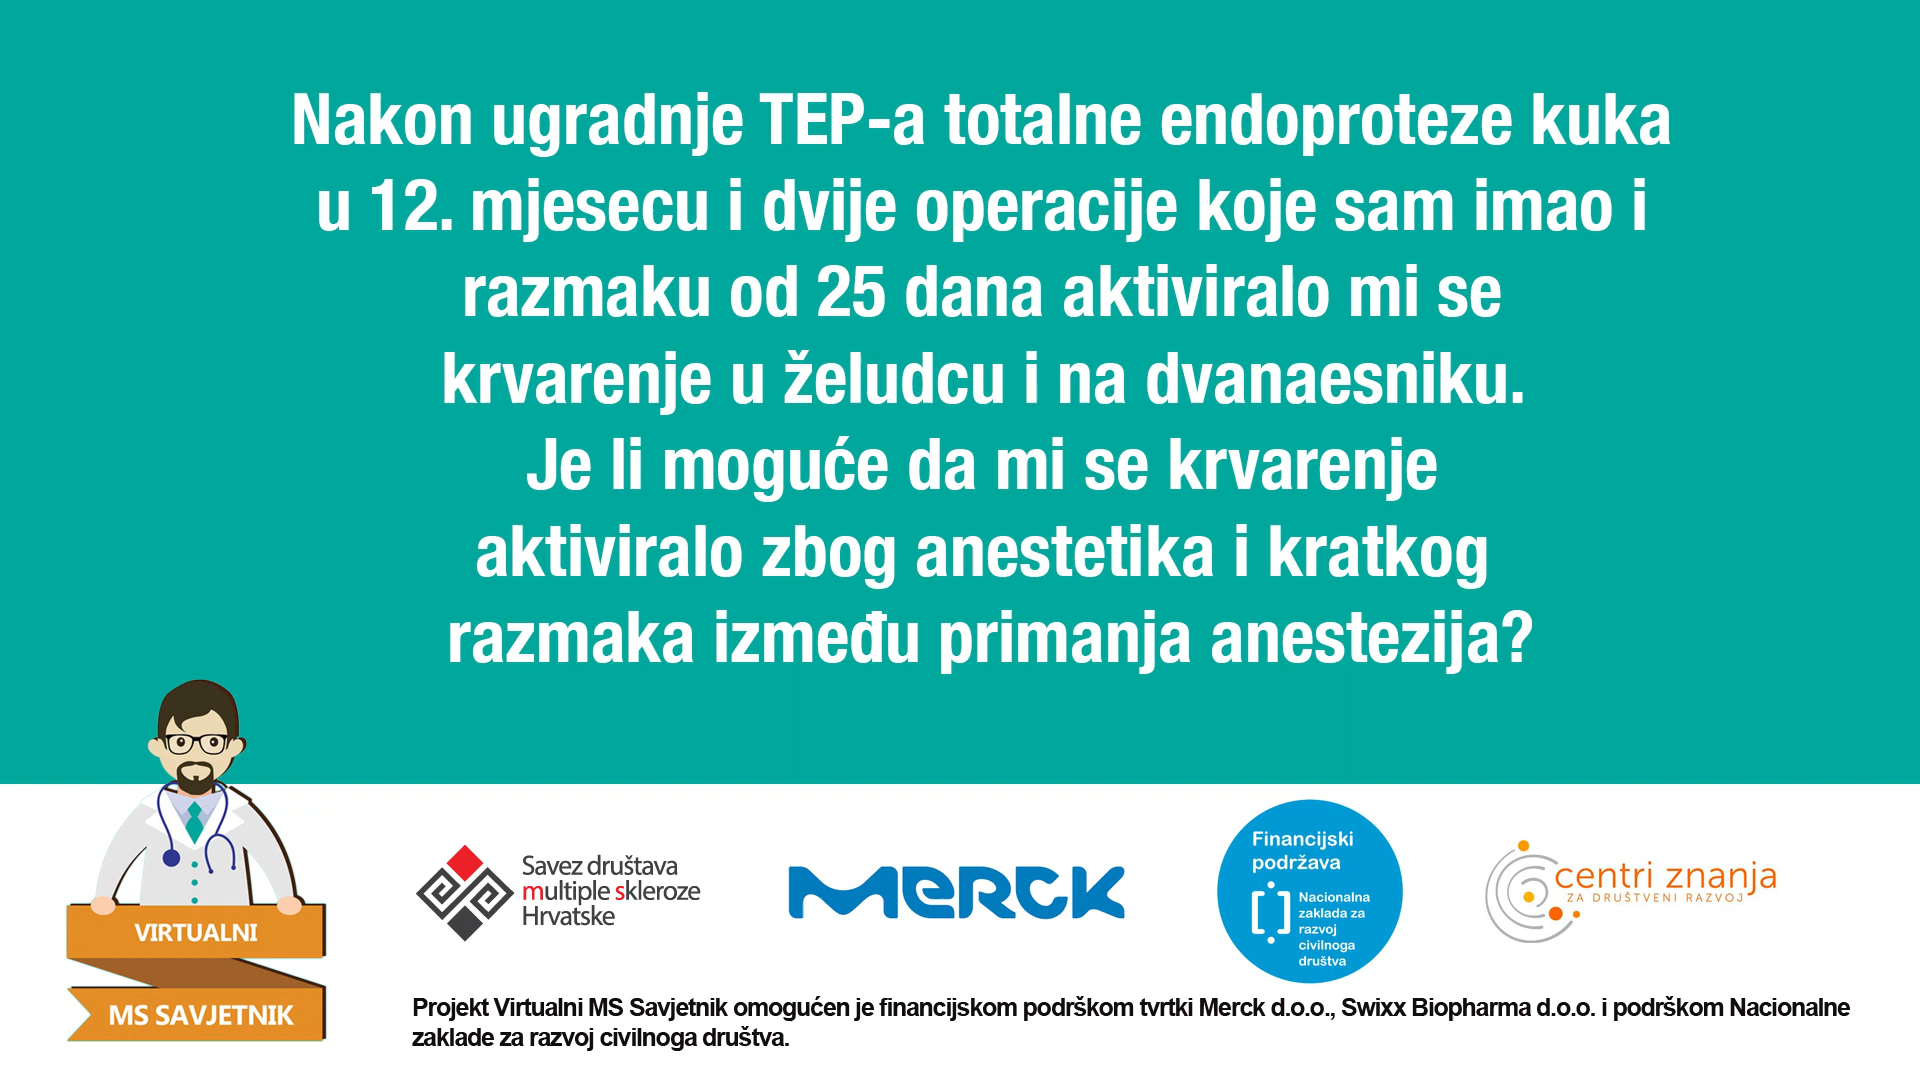 Nakon ugradnje TEP-a totalne endoproteze kuka
u 12. mjesecu i dvije operacije koje sam imao i
razmaku od 25 dana aktiviralo mi se
krvarenje u želudcu i na dvanaesniku.
Je li moguće da mi se krvarenje
aktiviralo zbog anestetika i kratkog
razmaka između primanja anestezija?
VIRTUALNI
MS SAVJETNIK
Savez društava
multiple skleroze
Hrvatske
MERCK
Financijski
podržava
Nacionalna
zaklada za
razvoj
civilnoga
društva
centri znanja
ZA DRUŠTVENI RAZVOJ
Projekt Virtualni MS Savjetnik omogućen je financijskom podrškom tvrtki Merck d.o.o., Swixx Biopharma d.o.o. i podrškom Nacionalne
zaklade za razvoj civilnoga društva.